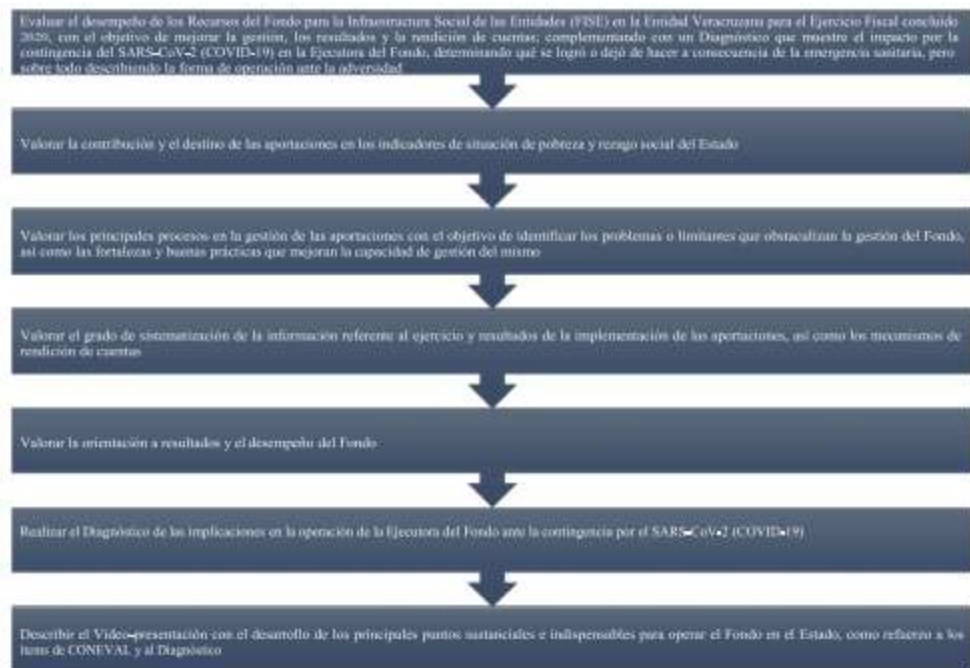 Evaluar el desempeño de los Recursos del Fondo para la Infraestructura Social de las Entidades (FISE) en la Entidad Veracruzana para el Ejercicio Fiscal concluido
2020, con el objetivo de mejorar la gestión, los resultados y la rendición de cuentas; complementando con un Diagnóstico que muestre el impacto por la
contingencia del SARS-CoV-2 (COVID-19) en la Ejecutora del Fondo, determinando qué se logró o dejó de hacer a consecuencia de la emergencia sanitaria, pero
sobre todo describiendo la forma de operación ante la adversidad
Valorar la contribución y el destino de las aportaciones en los indicadores de situación de pobreza y rezago social del Estado
Valorar los principales procesos en la gestión de las aportaciones con el objetivo de identificar los problemas o limitantes que obstaculizan la gestión del Fondo,
así como las fortalezas y buenas prácticas que mejoran la capacidad de gestión del mismo
Valorar el grado de sistematización de la información referente al ejercicio y resultados de la implementación de las aportaciones, así como los mecanismos de
rendición de cuentas
Valorar la orientación a resultados y el desempeño del Fondo
Realizar el Diagnóstico de las implicaciones en la operación de la Ejecutora del Fondo ante la contingencia por el SARS-CoV-2 (COVID-19)
Describir el Video-presentación con el desarrollo de los principales puntos sustanciales e indispensables para operar el Fondo en el Estado, como refuerzo a los
ítems de CONEVAL y al Diagnóstico